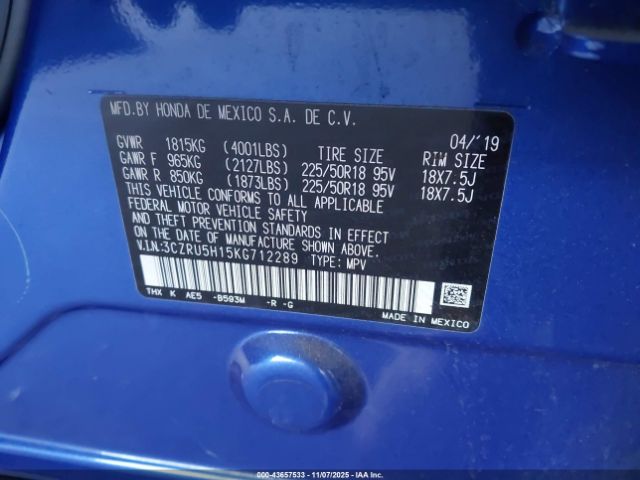 MFD.BY HONDA DE MEXICO S.A. DE C.V.
04/'19
GVWR 1815KG (4001LBS) TIRE SIZE RIM SIZE
GAWR F 965KG (2127LBS) 225/50R18 95V 18X7.5J
GAWR R 850KG (1873LBS) 225/50R18 95V 18X7.5J
THIS VEHICLE CONFORMS TO ALL APPLICABLE
FEDERAL MOTOR VEHICLE SAFETY
AND THEFT PREVENTION STANDARDS IN EFFECT
ON THE DATE OF MANUFACTURE SHOWN ABOVE.
V.I.N.:3CZRU5H15KG712289 TYPE: MPV
THX K AE5 -B593M -R -G
MADE IN MEXICO
IAA 00-43657533 — 11/07/2025 — IAAI.COM